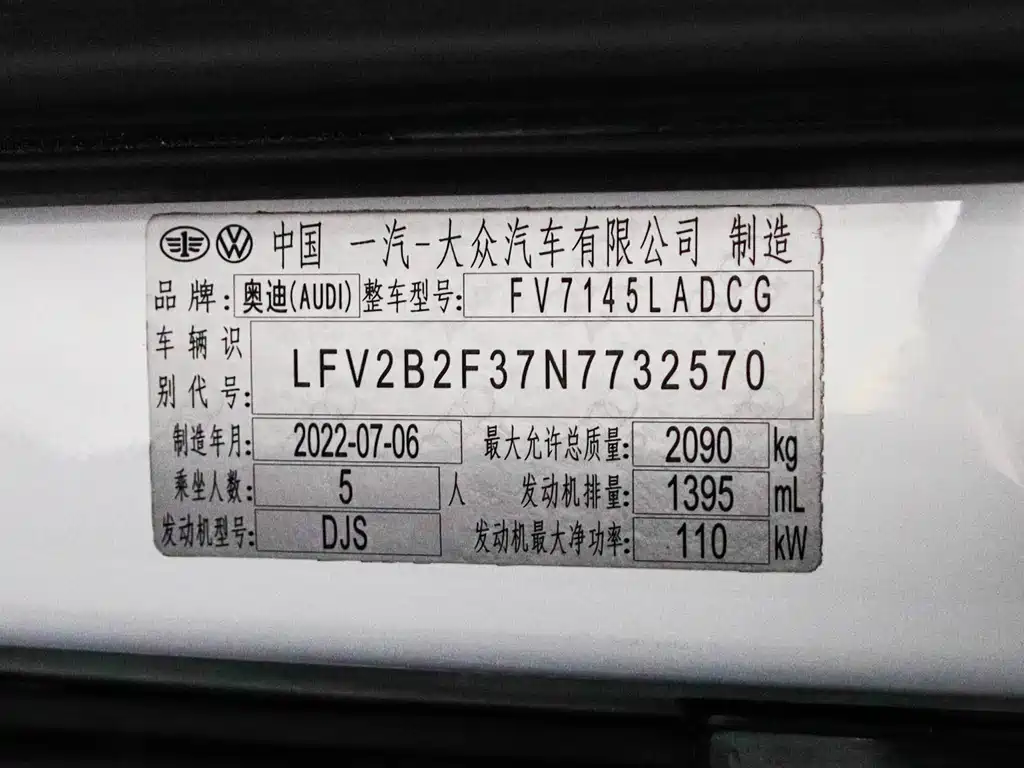 中国 一汽-大众汽车有限公司 制造
品牌: 奥迪(AUDI) 整车型号: FV7145LADCG
车辆识别代号: LFV2B2F37N7732570
制造年月: 2022-07-06 最大允许总质量: 2090 kg
乘坐人数: 5 人 发动机排量: 1395 mL
发动机型号: DJS 发动机最大净功率: 110 kW